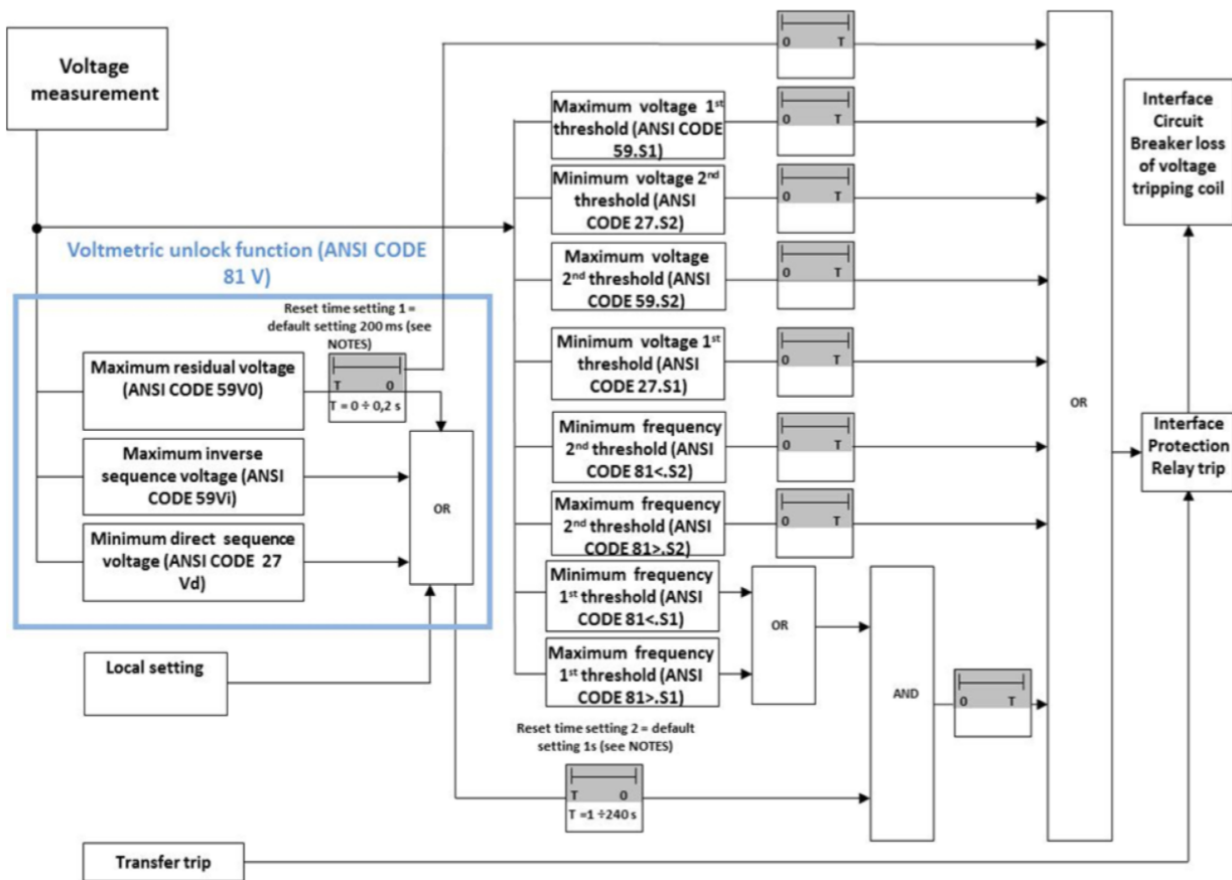 Voltage
measurement
Voltmetric unlock function (ANSI CODE
81 V)
Reset time setting 1 =
default setting 200 ms (see
NOTES)
T 0
T = 0 ÷ 0,2 s
Maximum residual voltage
(ANSI CODE 59V0)
Maximum inverse
sequence voltage (ANSI
CODE 59Vi)
Minimum direct sequence
voltage (ANSI CODE 27
Vd)
OR
Local setting
Transfer trip
0 T
Maximum voltage 1st
threshold (ANSI CODE
59.S1)
0 T
Minimum voltage 2nd
threshold (ANSI
CODE 27.S2)
0 T
Maximum voltage
2nd threshold (ANSI
CODE 59.S2)
0 T
Minimum voltage 1st
threshold (ANSI
CODE 27.S1)
0 T
Minimum frequency
2nd threshold (ANSI
CODE 81<.S2)
0 T
Maximum frequency
2nd threshold (ANSI
CODE 81>.S2)
0 T
Minimum frequency
1st threshold (ANSI
CODE 81<.S1)
Maximum frequency
1st threshold (ANSI
CODE 81>.S1)
OR
Reset time setting 2 = default
setting 1s (see NOTES)
T 0
T =1 ÷240 s
AND
0 T
OR
Interface
Circuit
Breaker loss
of voltage
tripping coil
Interface
Protection
Relay trip